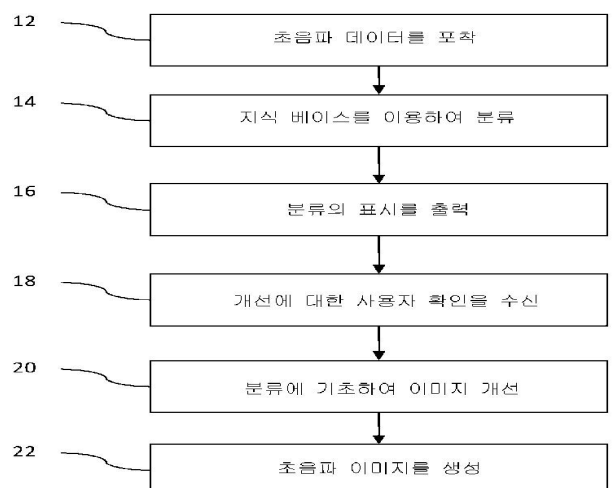 12
초음파 데이터를 포착
14
지식 베이스를 이용하여 분류
16
분류의 표시를 출력
18
개선에 대한 사용자 확인을 수신
20
분류에 기초하여 이미지 개선
22
초음파 이미지를 생성